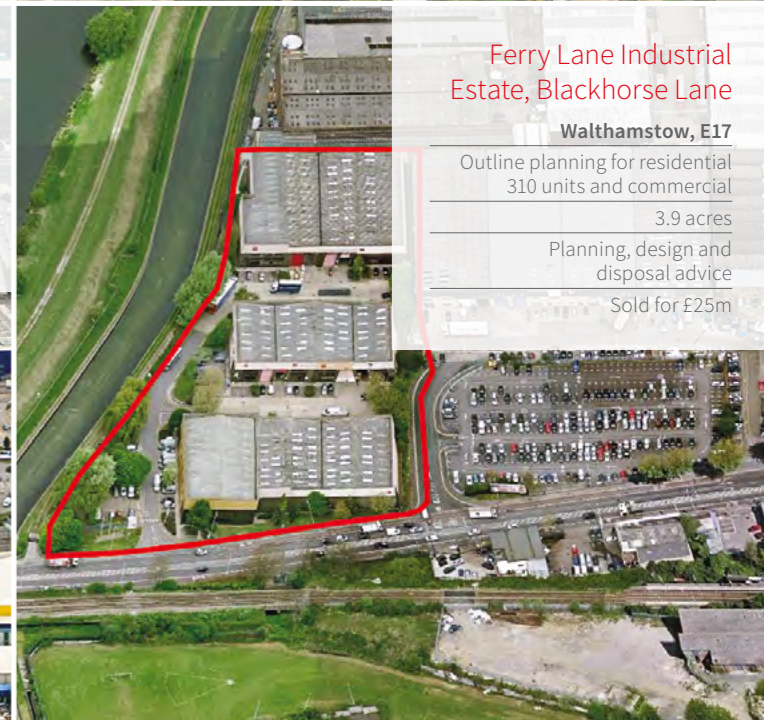 Ferry Lane Industrial
Estate, Blackhorse Lane
Walthamstow, E17
Outline planning for residential
310 units and commercial
3.9 acres
Planning, design and
disposal advice
Sold for £25m